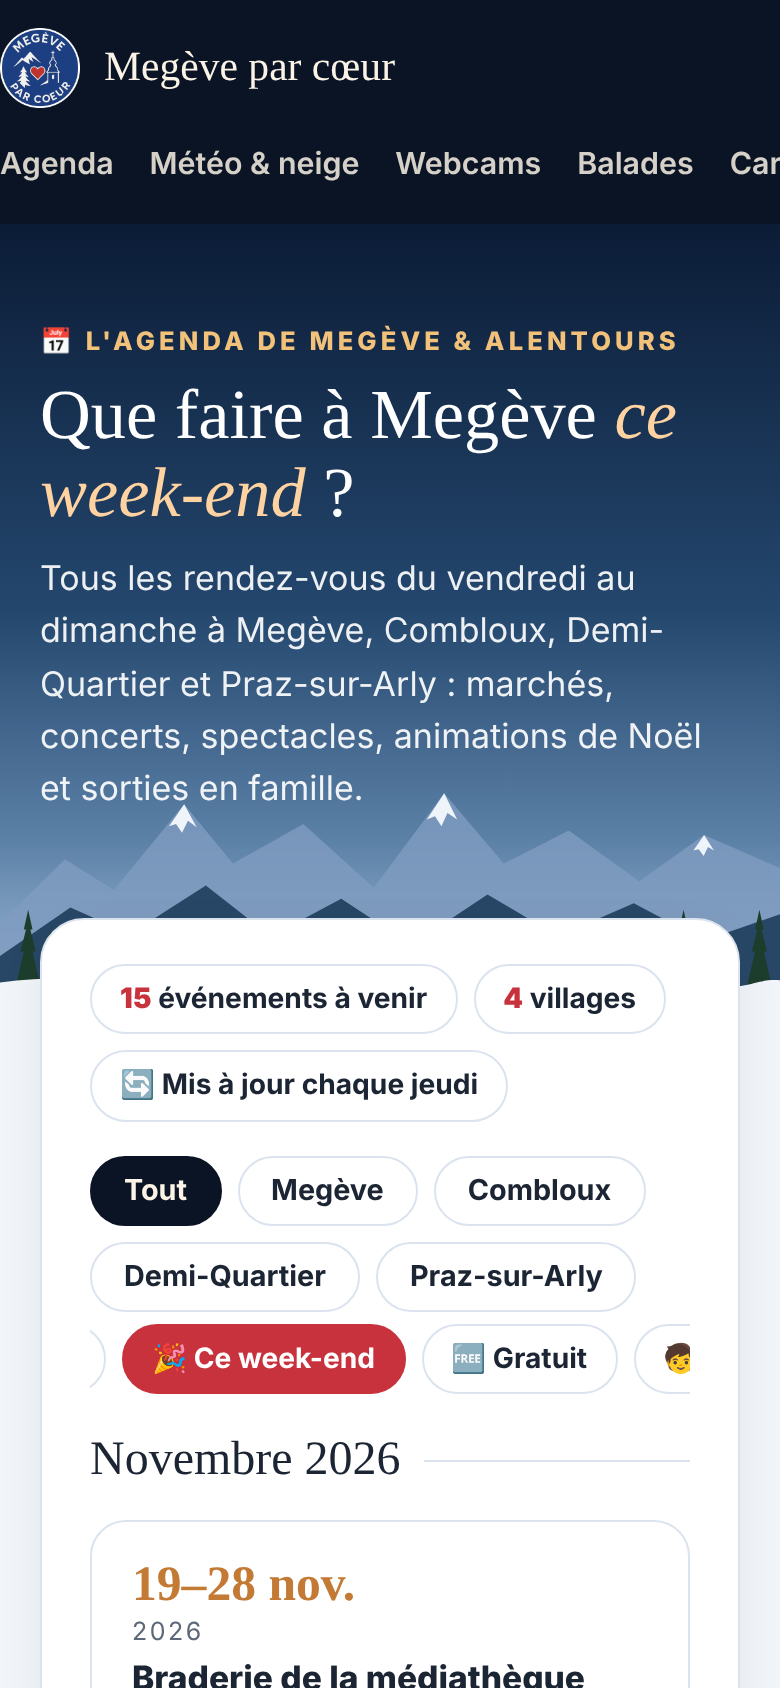 MEGÈVE
PAR COEUR
Megève par cœur
Agenda Météo & neige Webcams Balades Car
📅 L'AGENDA DE MEGÈVE & ALENTOURS
Que faire à Megève ce
week-end ?
Tous les rendez-vous du vendredi au
dimanche à Megève, Combloux, Demi-
Quartier et Praz-sur-Arly : marchés,
concerts, spectacles, animations de Noël
et sorties en famille.
15 événements à venir
4 villages
🔄 Mis à jour chaque jeudi
Tout Megève Combloux
Demi-Quartier Praz-sur-Arly
🎉 Ce week-end 🆓 Gratuit 🧒
Novembre 2026
19–28 nov.
2026
Braderie de la médiathèque